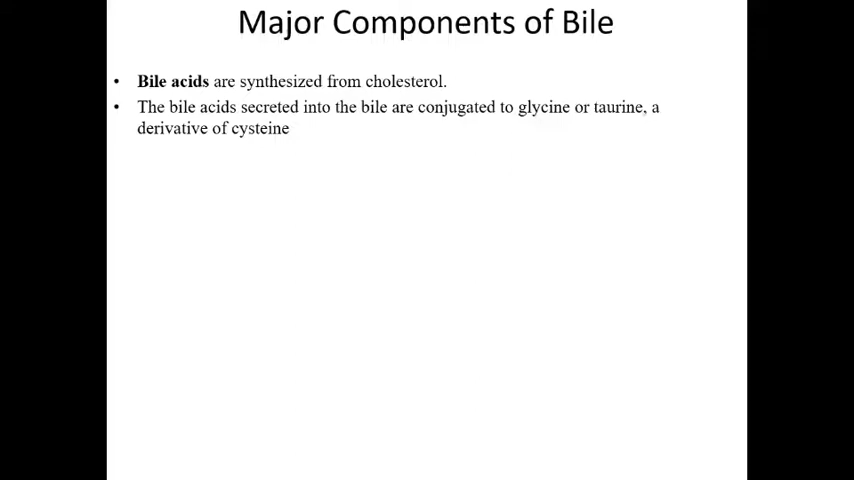 Major Components of Bile
• Bile acids are synthesized from cholesterol.
• The bile acids secreted into the bile are conjugated to glycine or taurine, a
derivative of cysteine